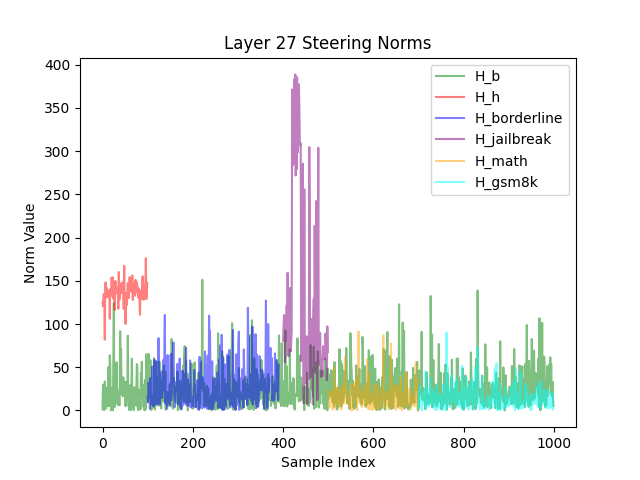 Layer 27 Steering Norms
400
350
300
250
200
150
100
50
0
Norm Value
H_b
H_h
H_borderline
H_jailbreak
H_math
H_gsm8k
0 200 400 600 800 1000
Sample Index